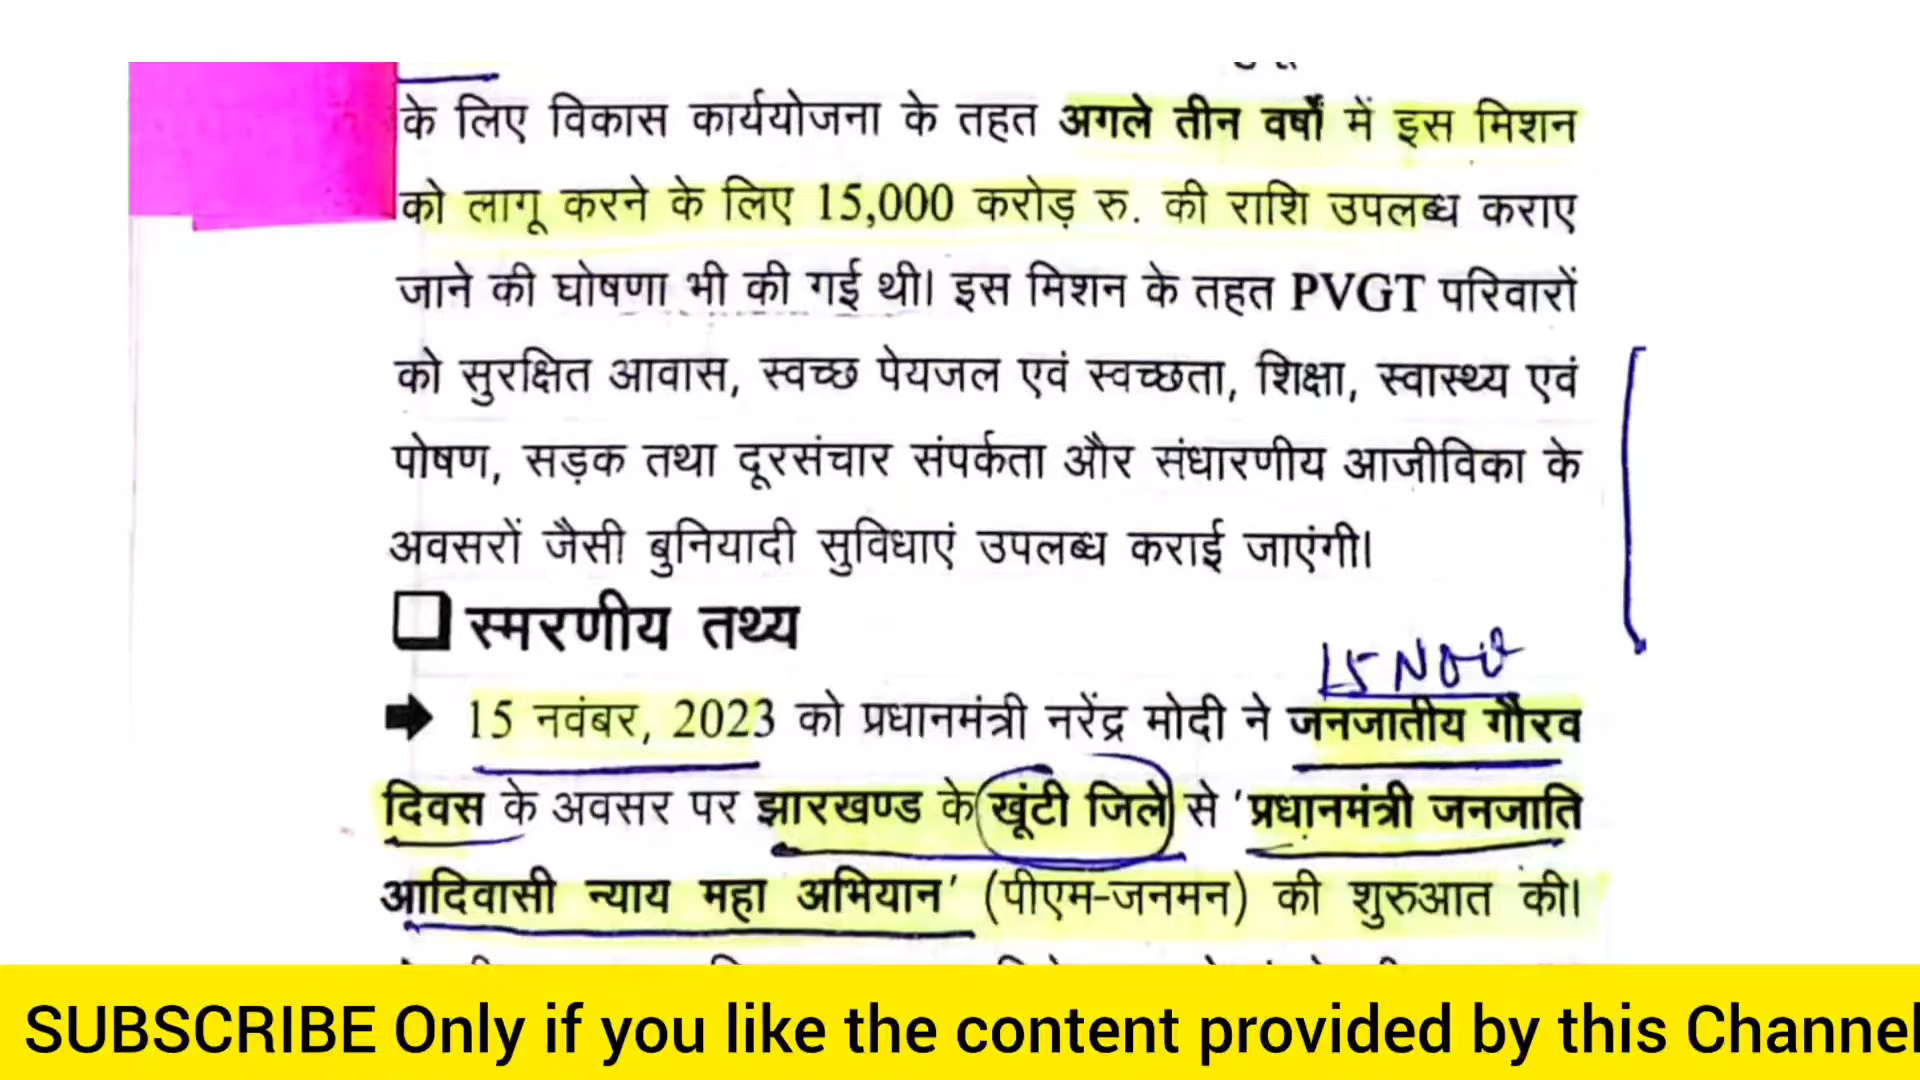 के लिए विकास कार्ययोजना के तहत अगले तीन वर्षों में इस मिशन
को लागू करने के लिए 15,000 करोड़ रु. की राशि उपलब्ध कराए
जाने की घोषणा भी की गई थी। इस मिशन के तहत PVGT परिवारों
को सुरक्षित आवास, स्वच्छ पेयजल एवं स्वच्छता, शिक्षा, स्वास्थ्य एवं
पोषण, सड़क तथा दूरसंचार संपर्कता और संधारणीय आजीविका के
अवसरों जैसी बुनियादी सुविधाएं उपलब्ध कराई जाएंगी।
स्मरणीय तथ्य
15 Nov
15 नवंबर, 2023 को प्रधानमंत्री नरेंद्र मोदी ने जनजातीय गौरव
दिवस के अवसर पर झारखण्ड के खूंटी जिले से 'प्रधानमंत्री जनजाति
आदिवासी न्याय महा अभियान' (पीएम-जनमन) की शुरुआत की।
SUBSCRIBE Only if you like the content provided by this Channel